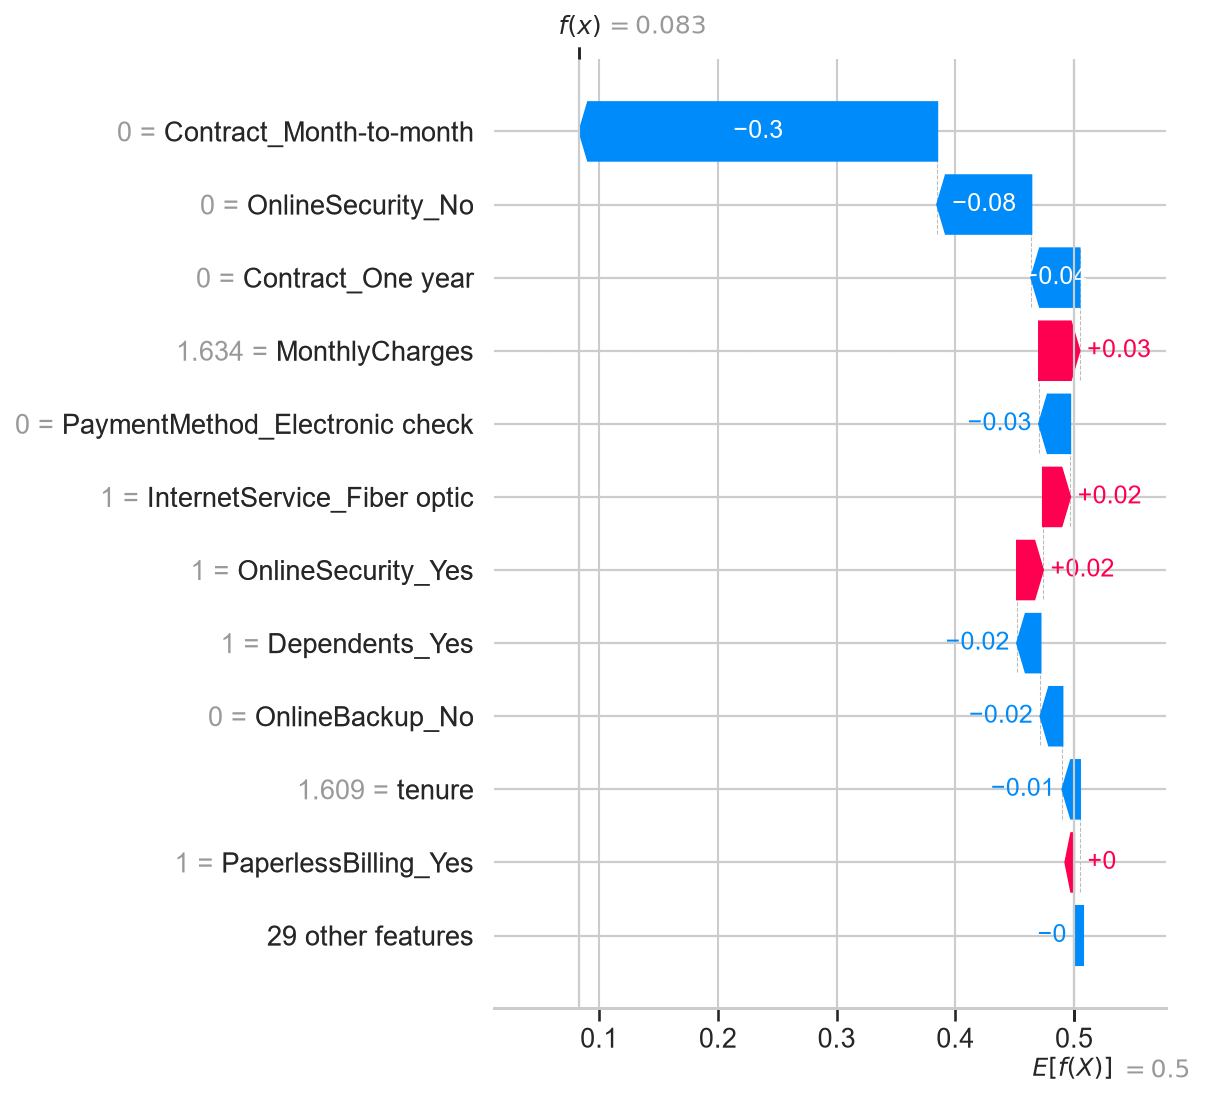 f(x) = 0.083
0 = Contract_Month-to-month −0.3
0 = OnlineSecurity_No −0.08
0 = Contract_One year −0.04
1.634 = MonthlyCharges +0.03
0 = PaymentMethod_Electronic check −0.03
1 = InternetService_Fiber optic +0.02
1 = OnlineSecurity_Yes +0.02
1 = Dependents_Yes −0.02
0 = OnlineBackup_No −0.02
1.609 = tenure −0.01
1 = PaperlessBilling_Yes +0
29 other features −0
0.1 0.2 0.3 0.4 0.5
E[f(X)] = 0.5